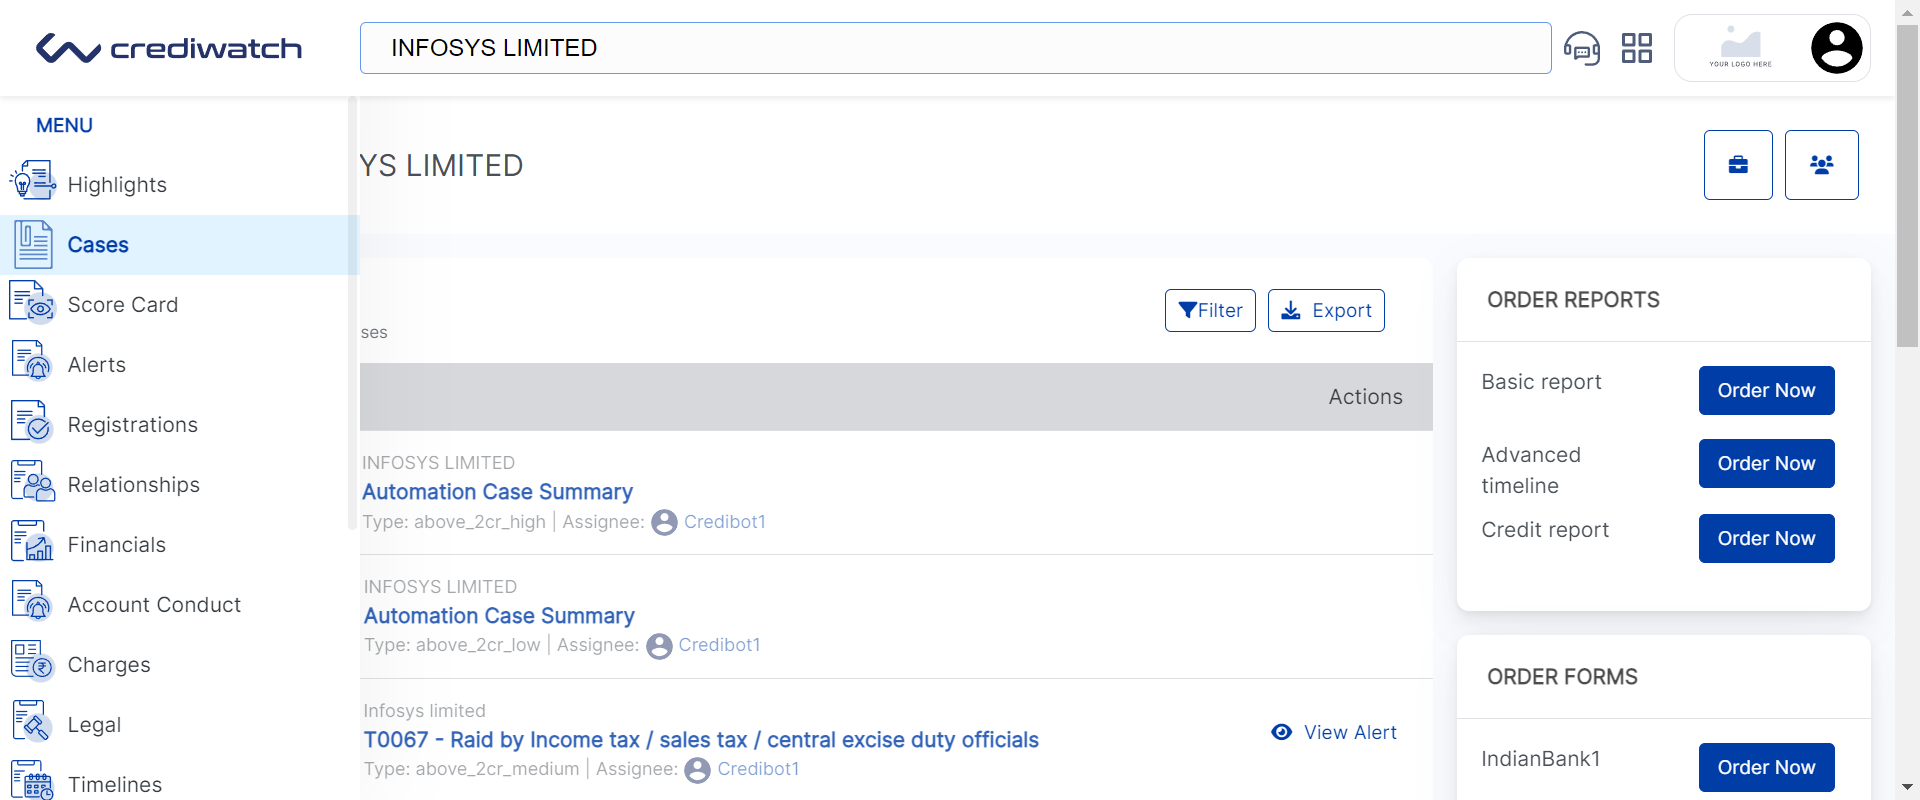 crediwatch
INFOSYS LIMITED
YOUR LOGO HERE
MENU
Highlights
Cases
Score Card
Alerts
Registrations
Relationships
Financials
Account Conduct
Charges
Legal
Timelines
YS LIMITED
Filter
Export
ses
Actions
INFOSYS LIMITED
Automation Case Summary
Type: above_2cr_high | Assignee: Credibot1
INFOSYS LIMITED
Automation Case Summary
Type: above_2cr_low | Assignee: Credibot1
Infosys limited
T0067 - Raid by Income tax / sales tax / central excise duty officials
Type: above_2cr_medium | Assignee: Credibot1
View Alert
ORDER REPORTS
Basic report
Order Now
Advanced
timeline
Order Now
Credit report
Order Now
ORDER FORMS
IndianBank1
Order Now